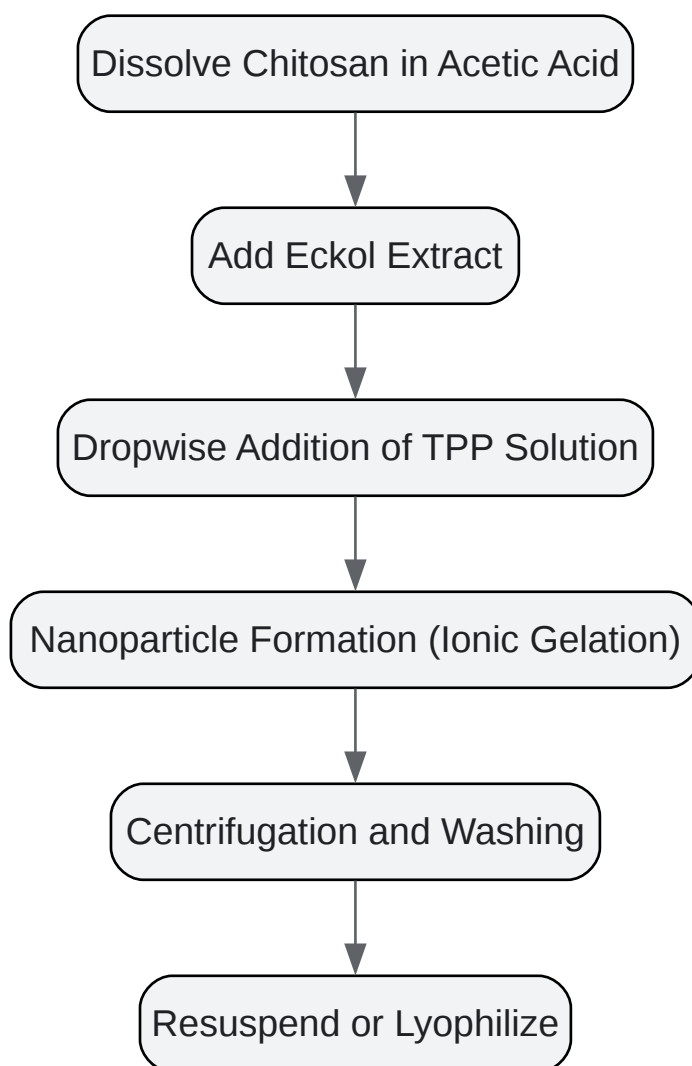 Dissolve Chitosan in Acetic Acid
Add Eckol Extract
Dropwise Addition of TPP Solution
Nanoparticle Formation (Ionic Gelation)
Centrifugation and Washing
Resuspend or Lyophilize